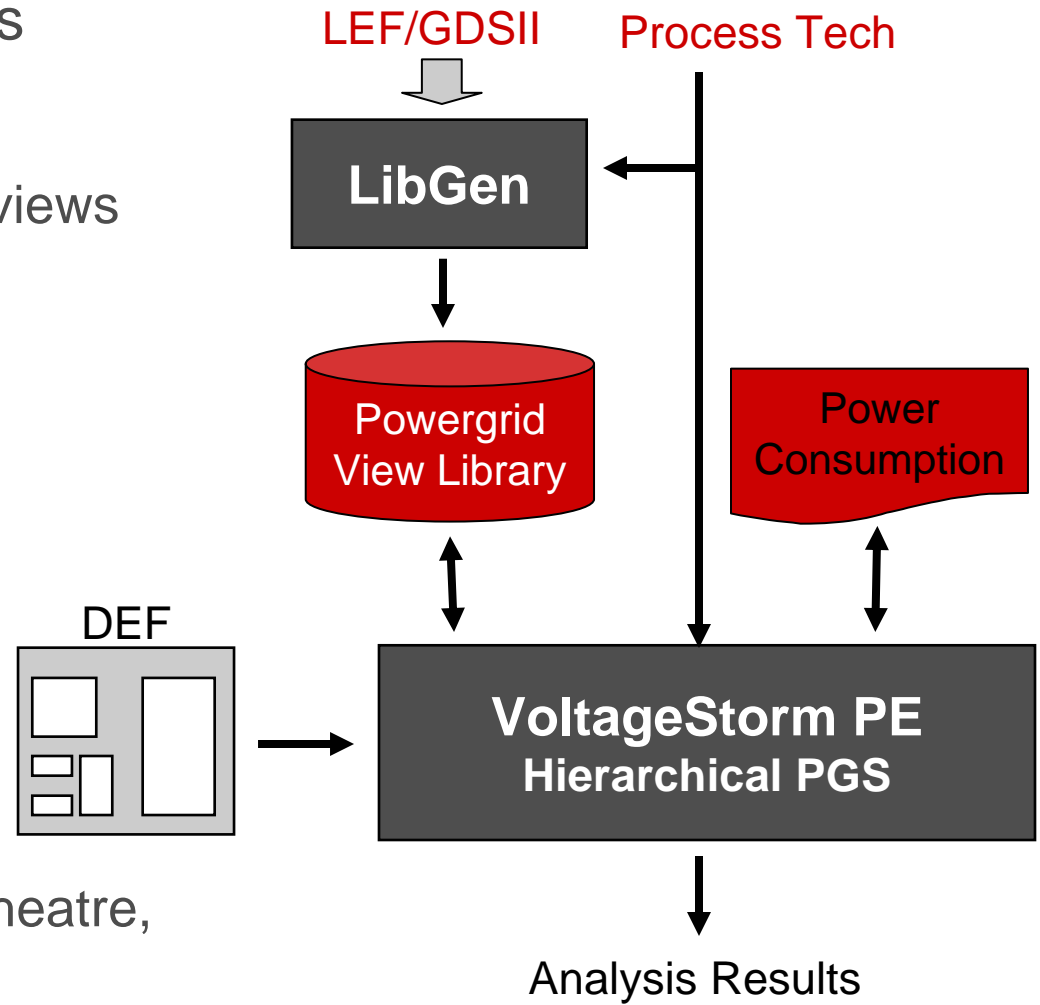 s
LEF/GDSII
Process Tech
LibGen
views
Powergrid
View Library
Power
Consumption
DEF
VoltageStorm PE
Hierarchical PGS
heatre,
Analysis Results